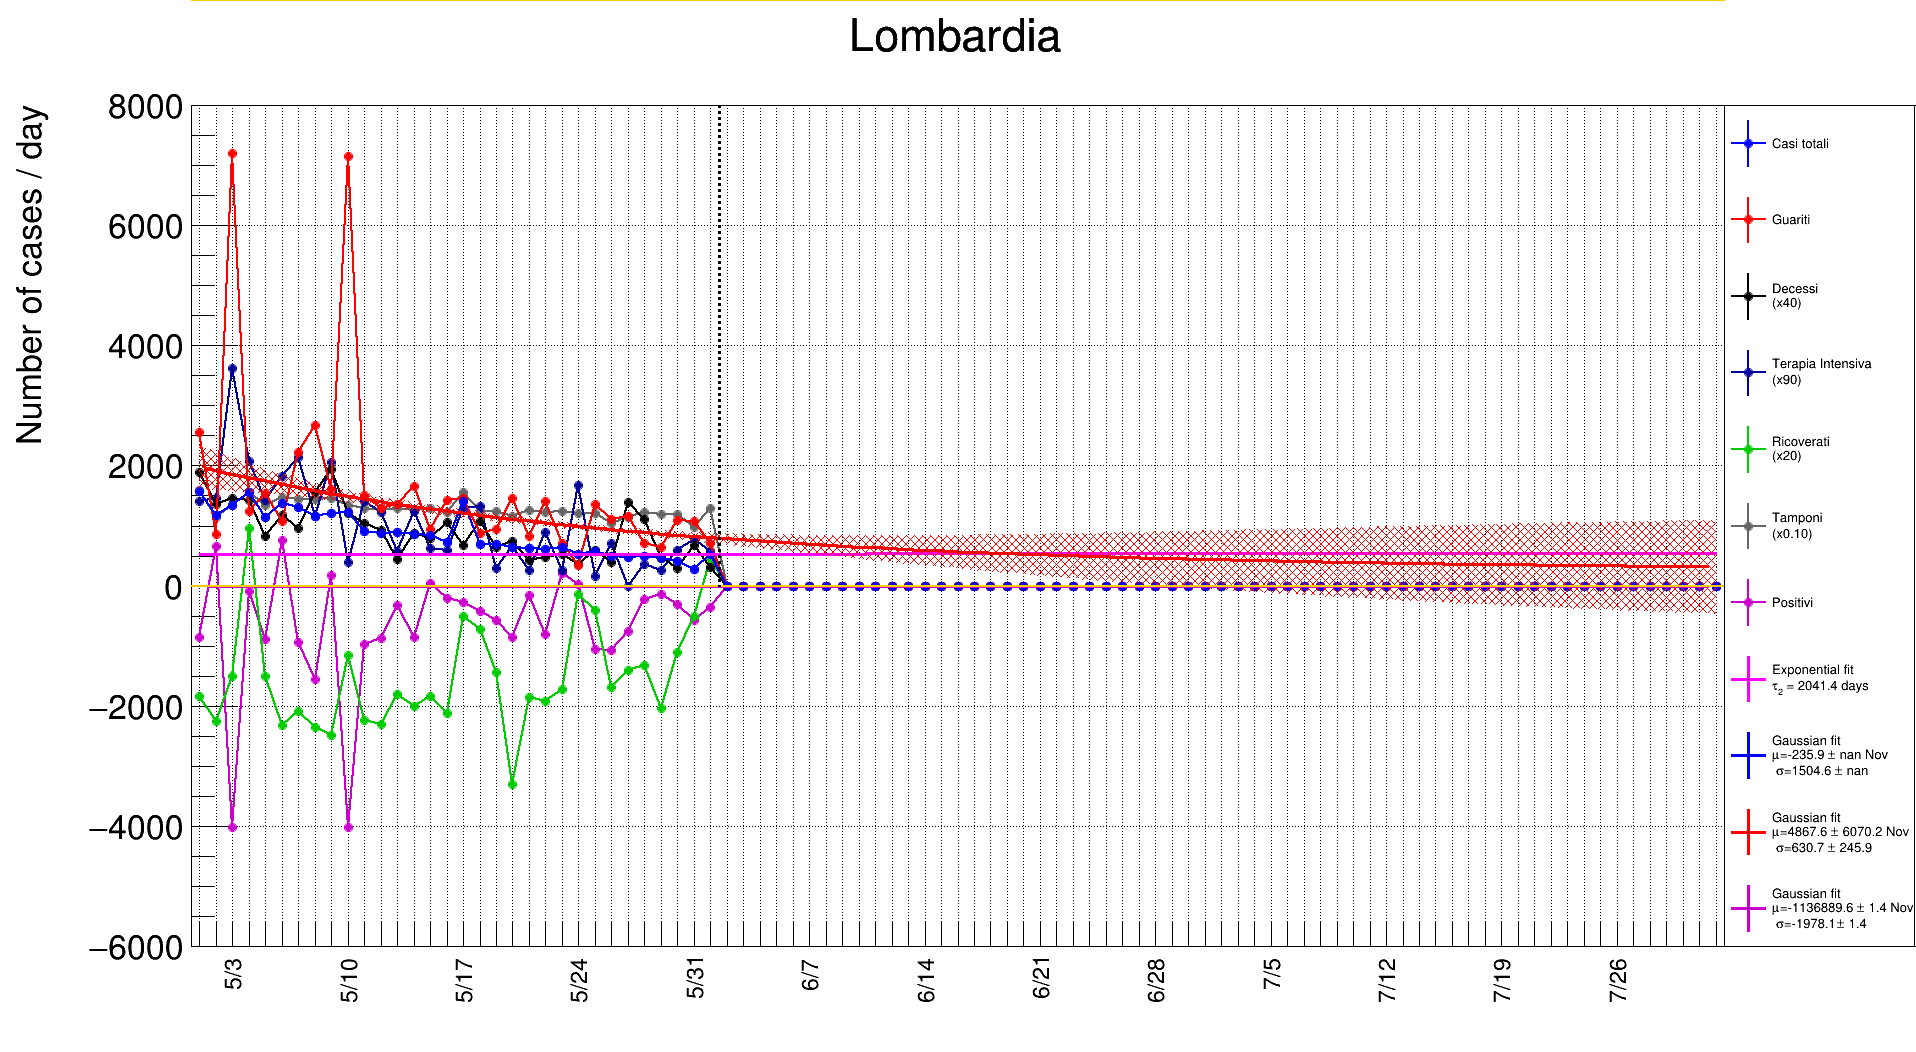 Lombardia
Number of cases / day
8000
6000
4000
2000
0
−2000
−4000
−6000
5/3
5/10
5/17
5/24
5/31
6/7
6/14
6/21
6/28
7/5
7/12
7/19
7/26
Casi totali
Guariti
Decessi
(x40)
Terapia Intensiva
(x90)
Ricoverati
(x20)
Tamponi
(x0.10)
Positivi
Exponential fit
τ₂ = 2041.4 days
Gaussian fit
μ=-235.9 ± nan Nov
σ=1504.6 ± nan
Gaussian fit
μ=4867.6 ± 6070.2 Nov
σ=630.7 ± 245.9
Gaussian fit
μ=-1136889.6 ± 1.4 Nov
σ=-1978.1± 1.4